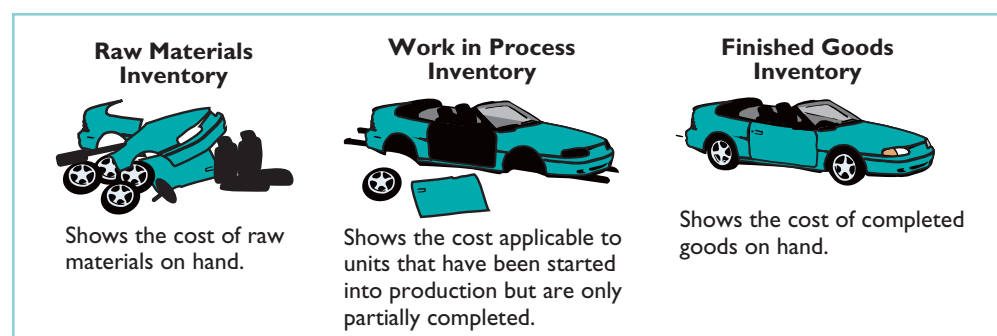 Raw Materials
Inventory
Shows the cost of raw
materials on hand.
Work in Process
Inventory
Shows the cost applicable to
units that have been started
into production but are only
partially completed.
Finished Goods
Inventory
Shows the cost of completed
goods on hand.